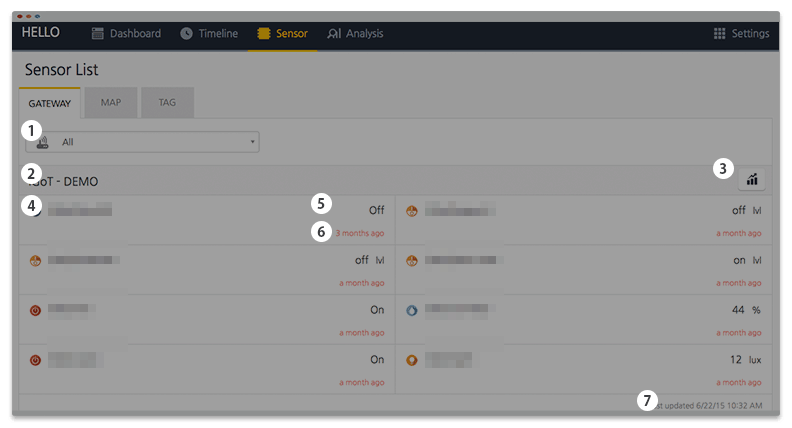 HELLO Dashboard Timeline Sensor Analysis Settings
Sensor List
GATEWAY MAP TAG
1 All
3
2 - DEMO
4 5 Off off lvl
6 3 months ago a month ago
off lvl on lvl
a month ago a month ago
On 44 %
a month ago a month ago
On 12 lux
a month ago a month ago
7 updated 6/22/15 10:32 AM